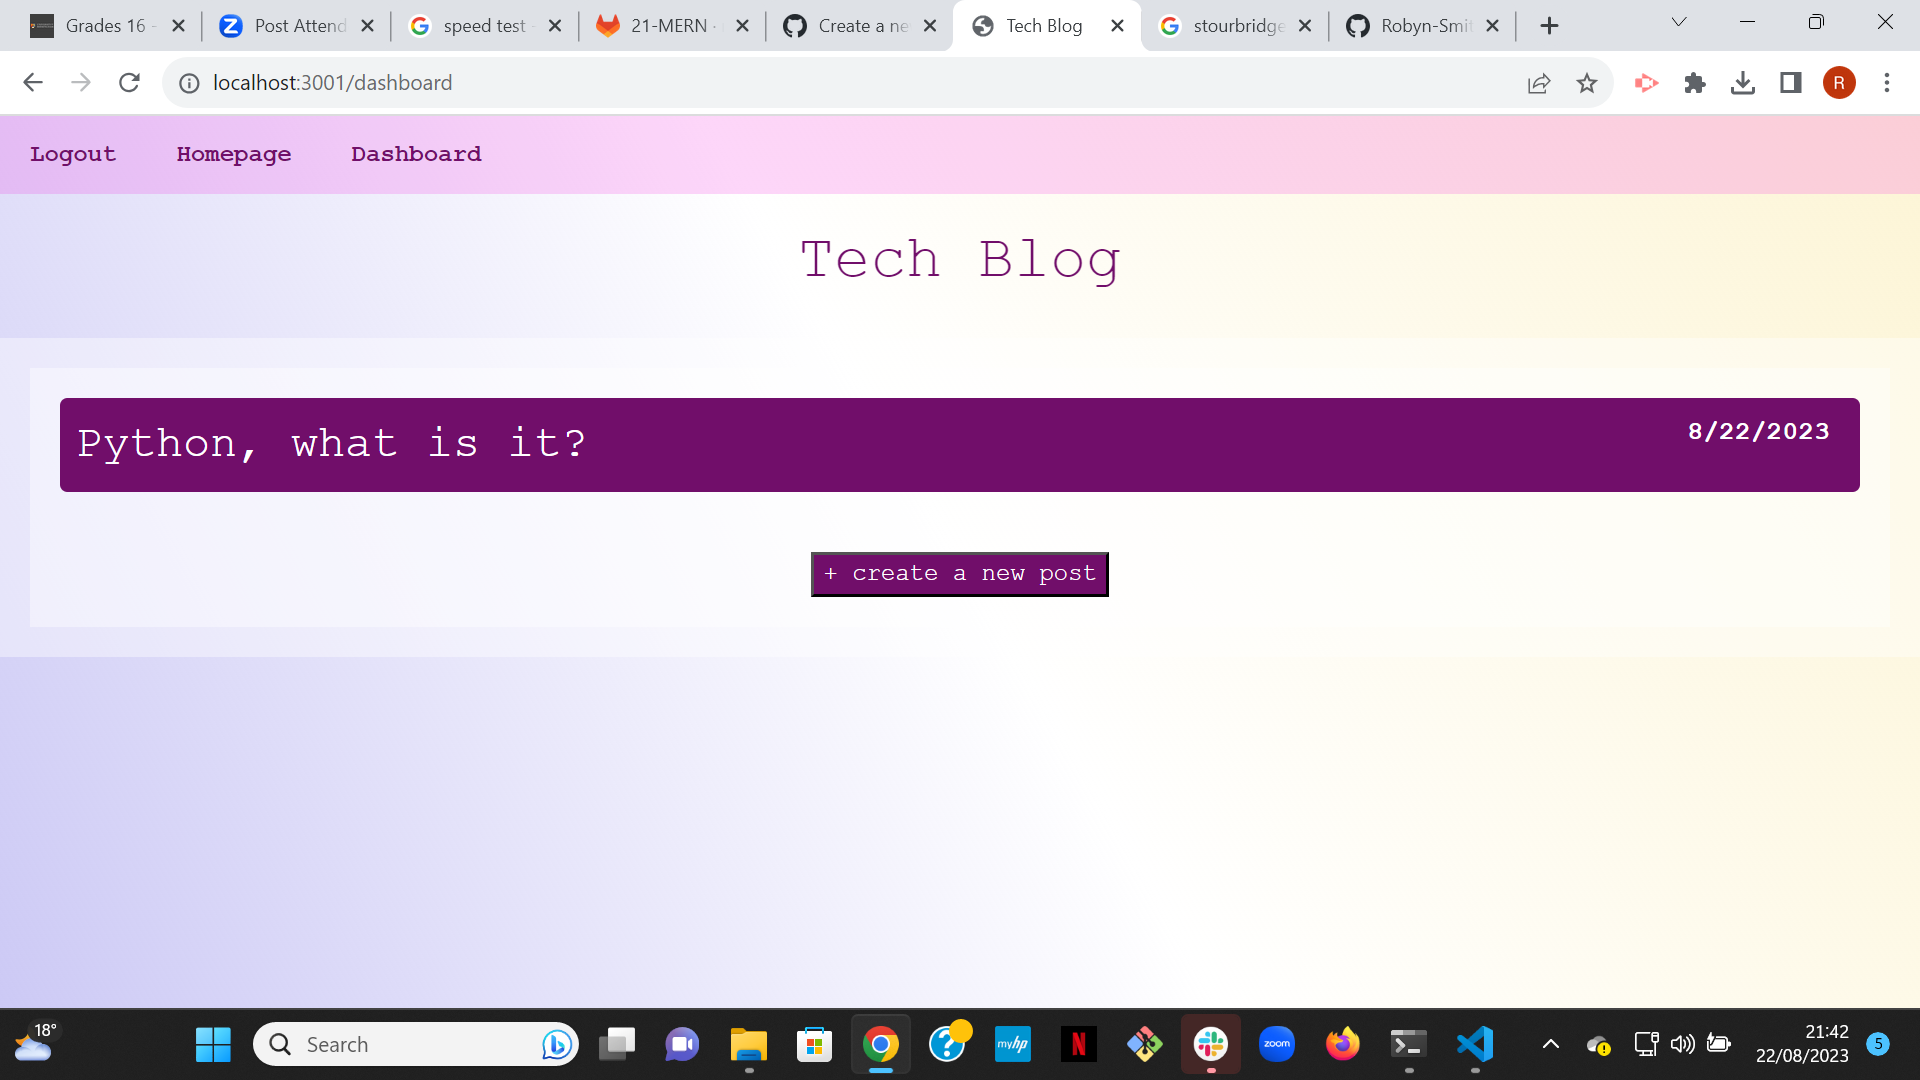 Grades 16 -
Post Attend
speed test -
21-MERN ·
Create a ne
Tech Blog
stourbridge
Robyn-Smit
localhost:3001/dashboard
R
Logout
Homepage
Dashboard
Tech Blog
Python, what is it?
8/22/2023
+ create a new post
18°
Search
myhp
N
zoom
21:42
22/08/2023
5